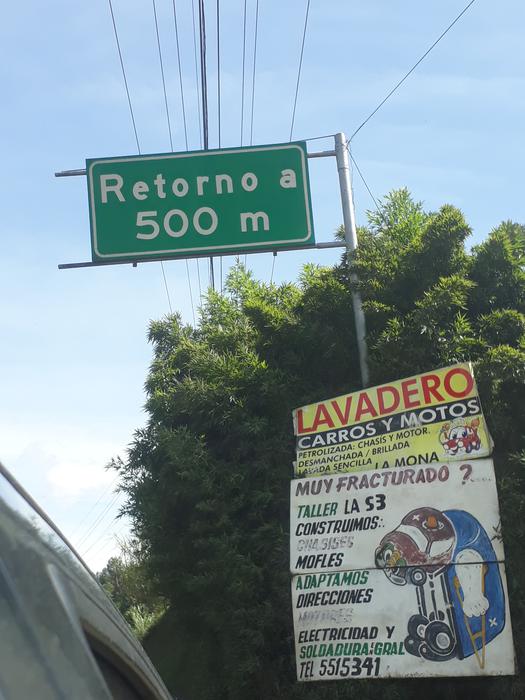 Retorno a
500 m
LAVADERO
CARROS Y MOTOS
PETROLIZADA: CHASIS Y MOTOR.
DESMANCHADA / BRILLADA
LAVADA SENCILLA LA MONA
MUY FRACTURADO ?
TALLER LA S3
CONSTRUIMOS:.
CHASISES
MOFLES
ADAPTAMOS
DIRECCIONES
MOTORES
ELECTRICIDAD Y
SOLDADURA:GRAL
TEL 5515341